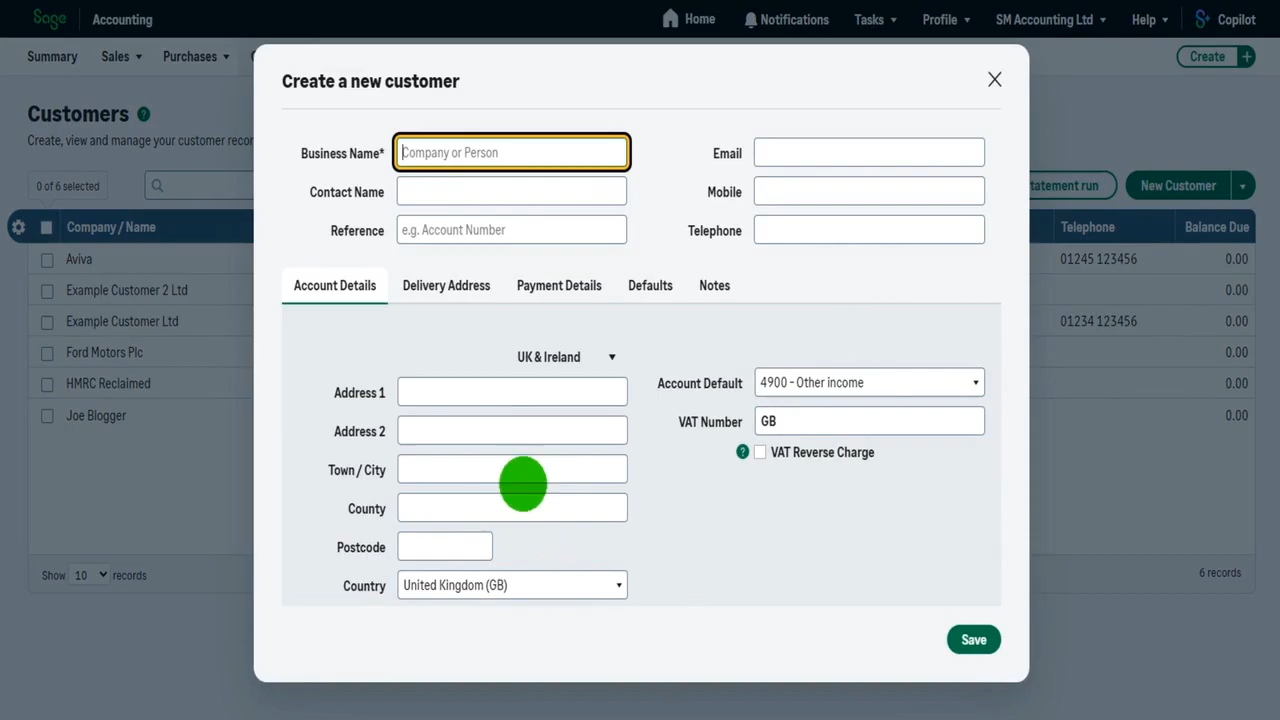 Sage Accounting Home Notifications Tasks Profile SM Accounting Ltd Help Copilot
Summary Sales Purchases Create +
Create a new customer
Customers ?
Create, view and manage your customer recor
Business Name* Company or Person Email
0 of 6 selected Contact Name Mobile tatement run New Customer
Reference e.g. Account Number Telephone
Company / Name Telephone Balance Due
Aviva 01245 123456 0.00
Account Details Delivery Address Payment Details Defaults Notes
Example Customer 2 Ltd 0.00
Example Customer Ltd 01234 123456 0.00
Ford Motors Plc UK & Ireland 0.00
HMRC Reclaimed Address 1 Account Default 4900 - Other income 0.00
Joe Blogger Address 2 VAT Number GB 0.00
? VAT Reverse Charge
Town / City
County
Postcode
Show 10 records Country United Kingdom (GB) 6 records
Save